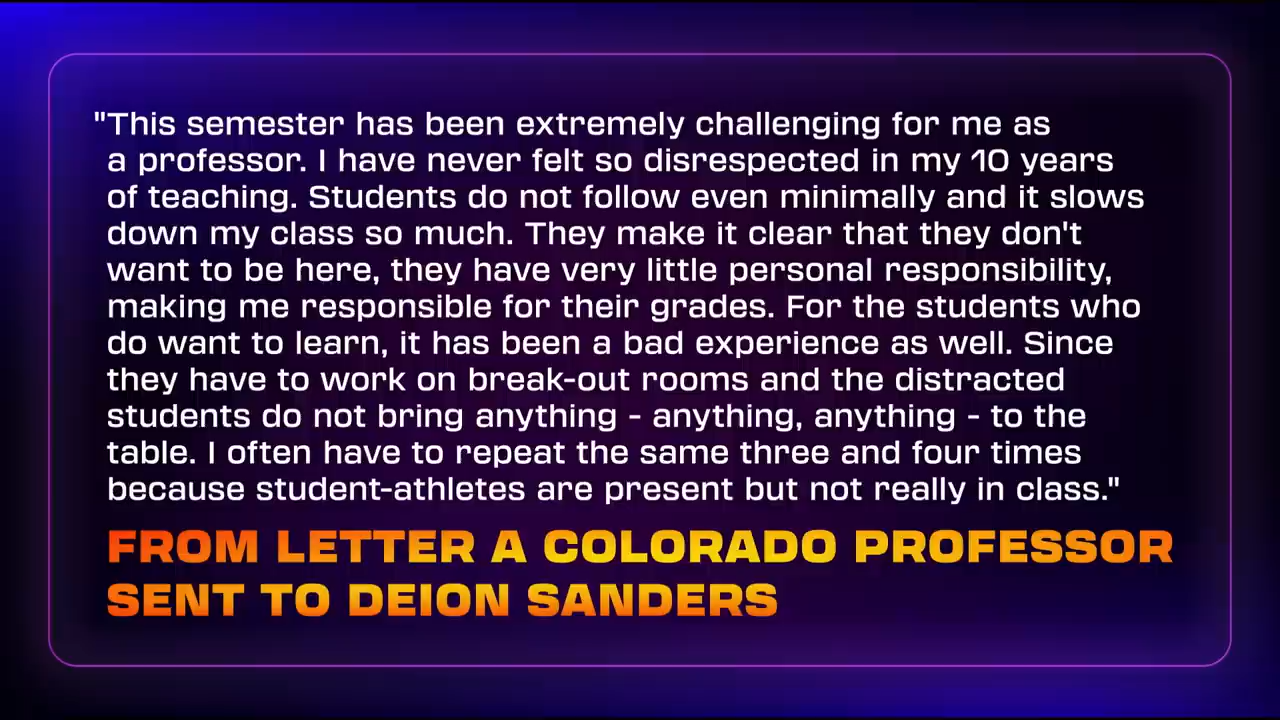 "This semester has been extremely challenging for me as
a professor. I have never felt so disrespected in my 10 years
of teaching. Students do not follow even minimally and it slows
down my class so much. They make it clear that they don't
want to be here, they have very little personal responsibility,
making me responsible for their grades. For the students who
do want to learn, it has been a bad experience as well. Since
they have to work on break-out rooms and the distracted
students do not bring anything - anything, anything - to the
table. I often have to repeat the same three and four times
because student-athletes are present but not really in class."
FROM LETTER A COLORADO PROFESSOR
SENT TO DEION SANDERS